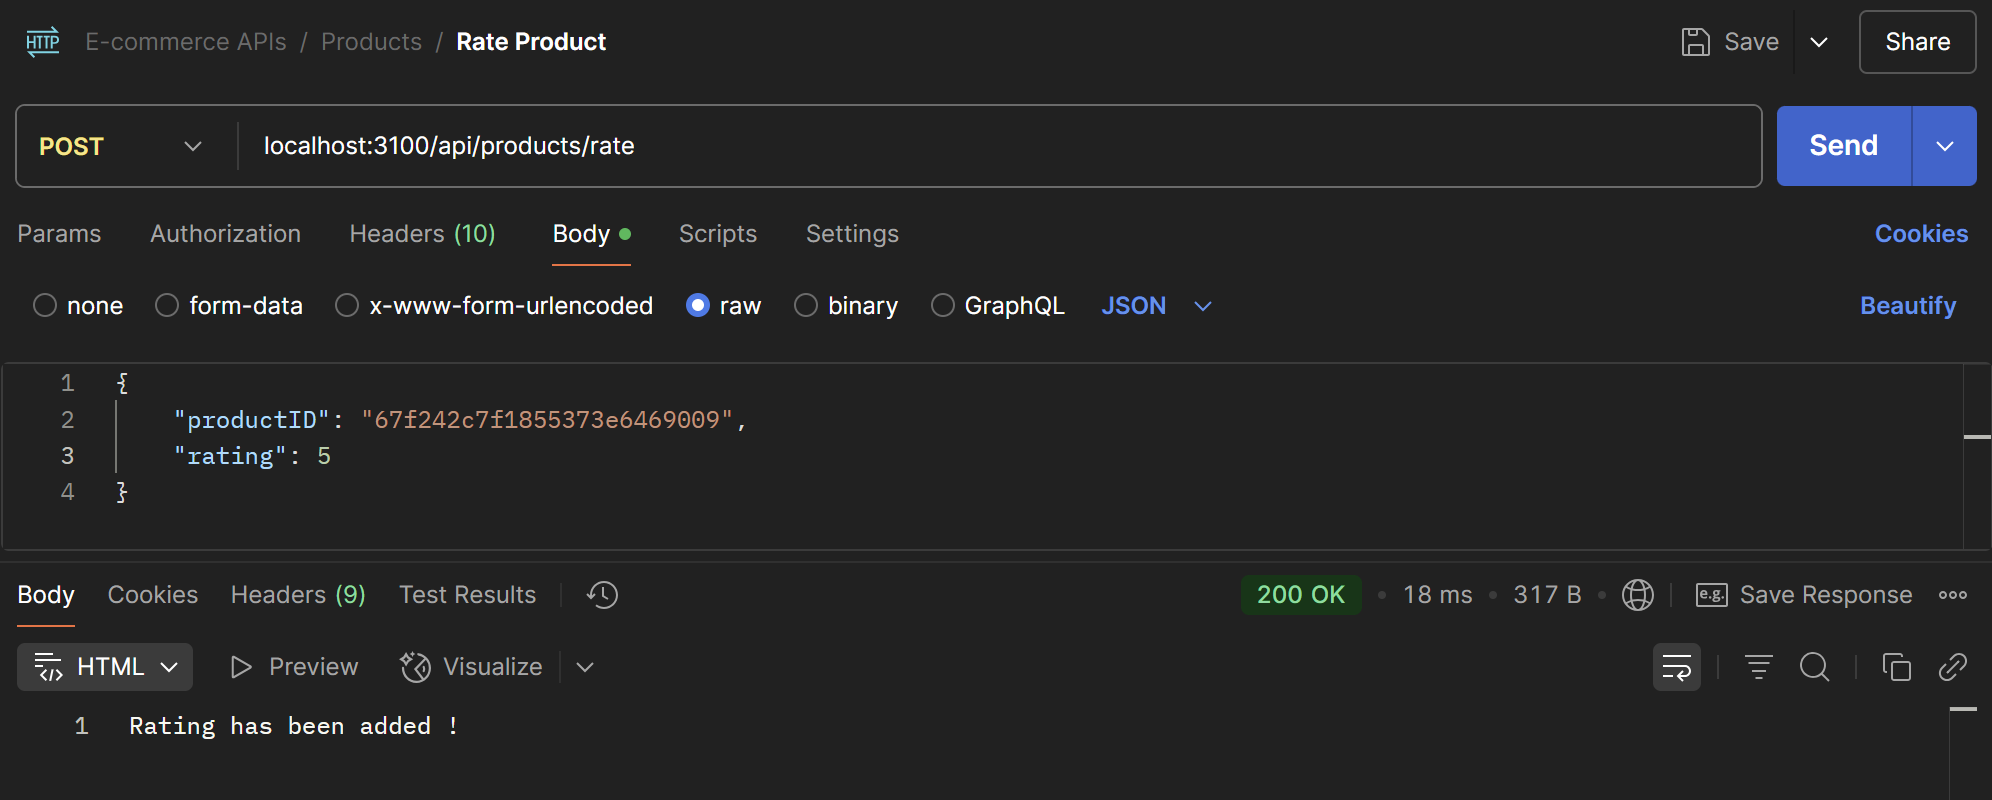 HTTP E-commerce APIs / Products / Rate Product Save Share
POST localhost:3100/api/products/rate Send
Params Authorization Headers (10) Body Scripts Settings Cookies
none form-data x-www-form-urlencoded raw binary GraphQL JSON Beautify
1 {
2 "productID": "67f242c7f1855373e6469009",
3 "rating": 5
4 }
Body Cookies Headers (9) Test Results 200 OK • 18 ms • 317 B • e.g. Save Response
HTML Preview Visualize
1 Rating has been added !